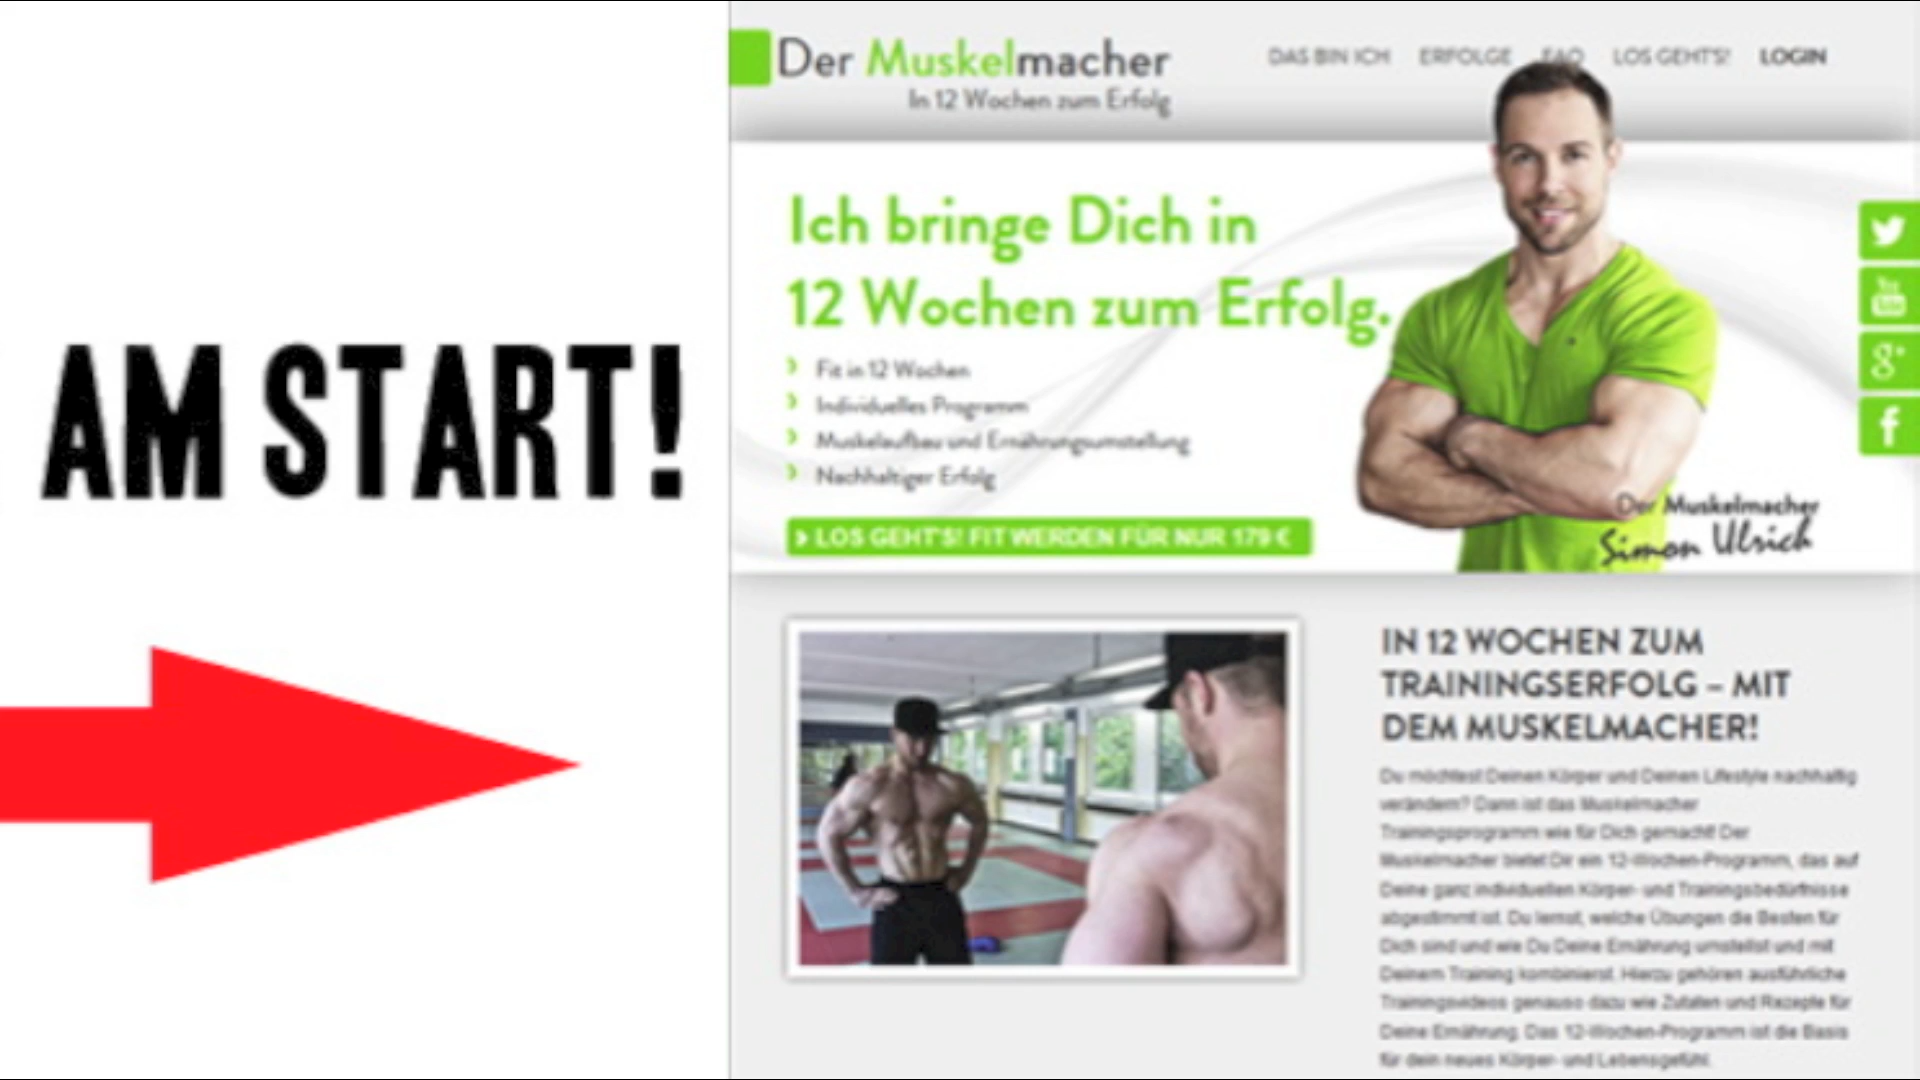 AM START!
Der Muskelmacher
In 12 Wochen zum Erfolg
DAS BIN ICH ERFOLGE FAQ LOS GEHT'S! LOGIN
Ich bringe Dich in
12 Wochen zum Erfolg.
Fit in 12 Wochen
Individuelles Programm
Muskelaufbau und Ernährungsumstellung
Nachhaltiger Erfolg
LOS GEHT'S! FIT WERDEN FÜR NUR 179 €
Der Muskelmacher
Simon Ulrich
You
Tube
g+
f
IN 12 WOCHEN ZUM
TRAININGSERFOLG – MIT
DEM MUSKELMACHER!
Du möchtest Deinen Körper und Deinen Lifestyle nachhaltig
verändern? Dann ist das Muskelmacher
Trainingsprogramm wie für Dich gemacht! Der
Muskelmacher bietet Dir ein 12-Wochen-Programm, das auf
Deine ganz individuellen Körper- und Trainingsbedürfnisse
abgestimmt ist. Du lernst, welche Übungen die Besten für
Dich sind und wie Du Deine Ernährung umstellst und mit
Deinem Training kombinierst. Hierzu gehören ausführliche
Trainingsvideos genauso dazu wie Zutaten und Rezepte für
Deine Ernährung. Das 12-Wochen-Programm ist die Basis
für dein neues Körper- und Lebensgefühl.